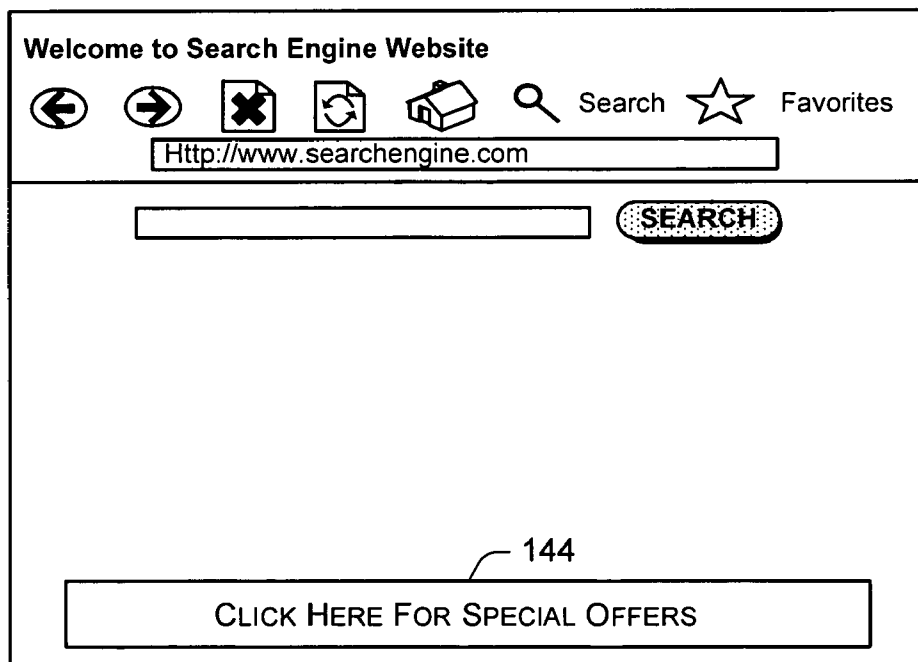 Welcome to Search Engine Website
Search Favorites
Http://www.searchengine.com
SEARCH
144
CLICK HERE FOR SPECIAL OFFERS